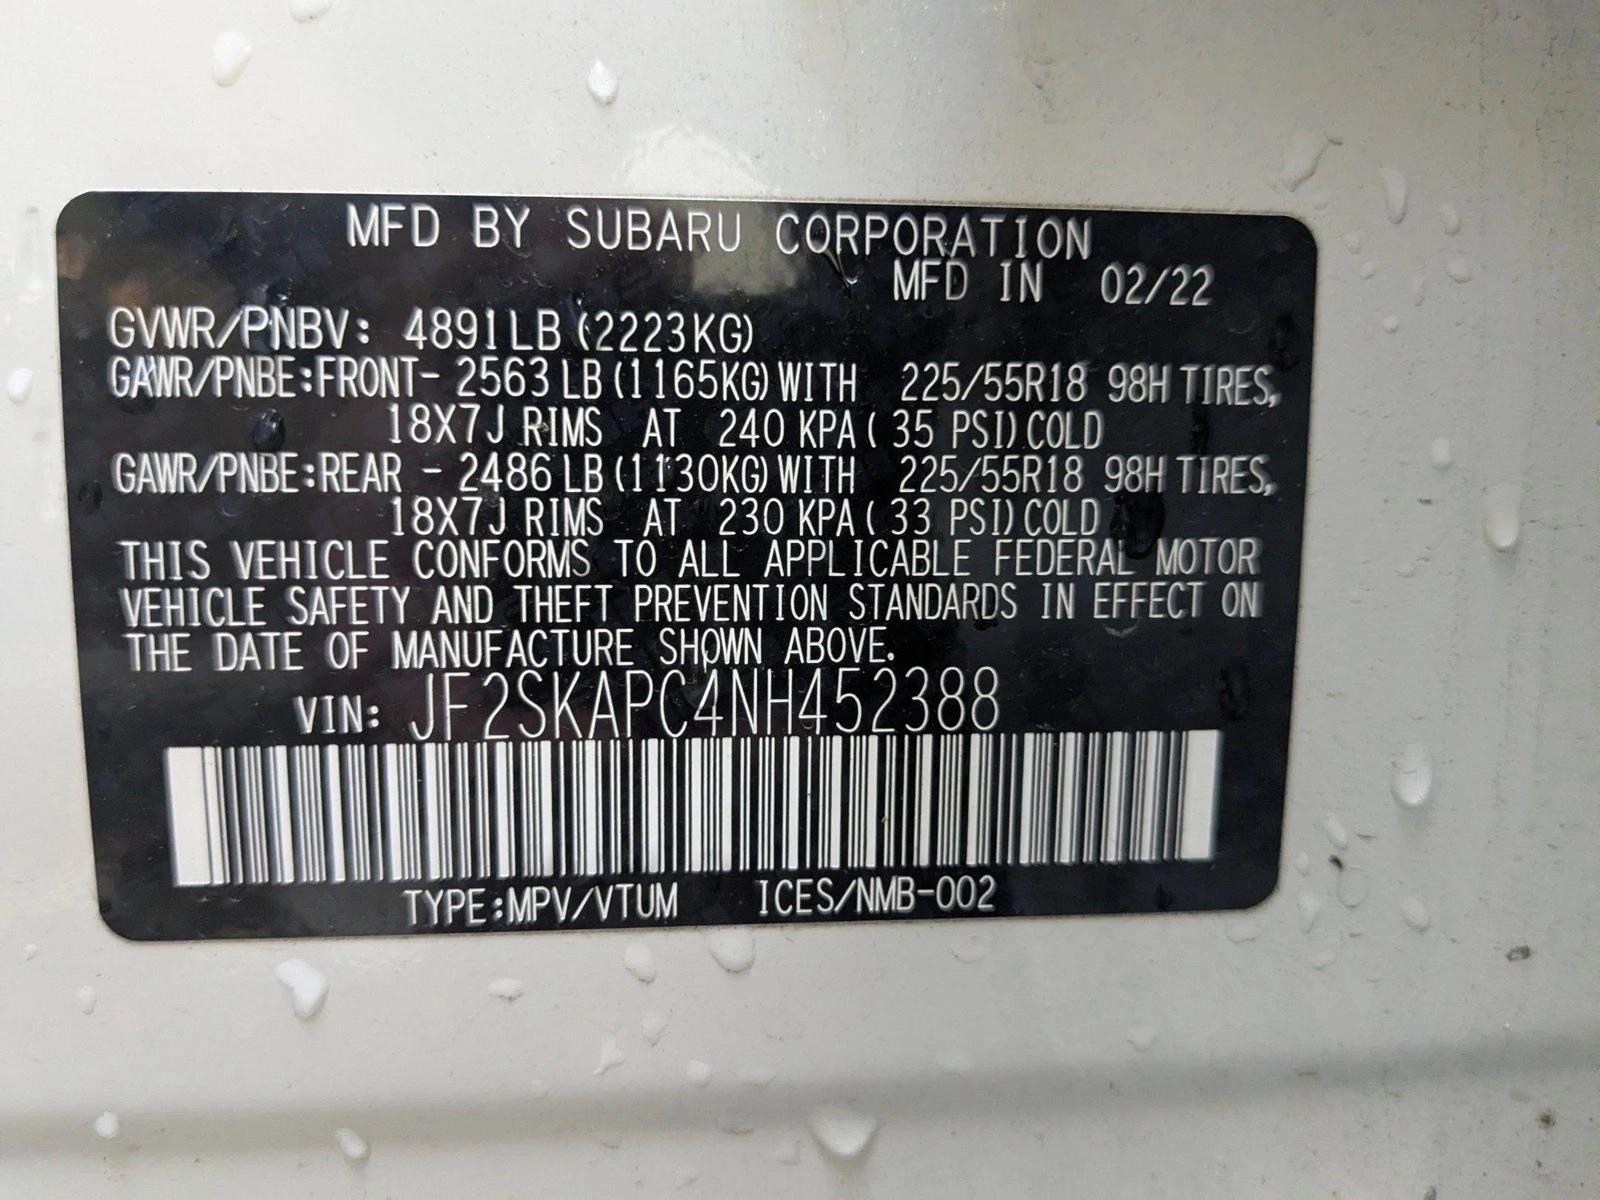 MFD BY SUBARU CORPORATION
MFD IN 02/22
GVWR/PNBV: 4891LB (2223KG)
GAWR/PNBE:FRONT- 2563 LB (1165KG) WITH 225/55R18 98H TIRES,
18X7J RIMS AT 240 KPA ( 35 PSI) COLD
GAWR/PNBE:REAR - 2486 LB (1130KG) WITH 225/55R18 98H TIRES,
18X7J RIMS AT 230 KPA ( 33 PSI) COLD
THIS VEHICLE CONFORMS TO ALL APPLICABLE FEDERAL MOTOR
VEHICLE SAFETY AND THEFT PREVENTION STANDARDS IN EFFECT ON
THE DATE OF MANUFACTURE SHOWN ABOVE.
VIN: JF2SKAPC4NH452388
TYPE:MPV/VTUM ICES/NMB-002